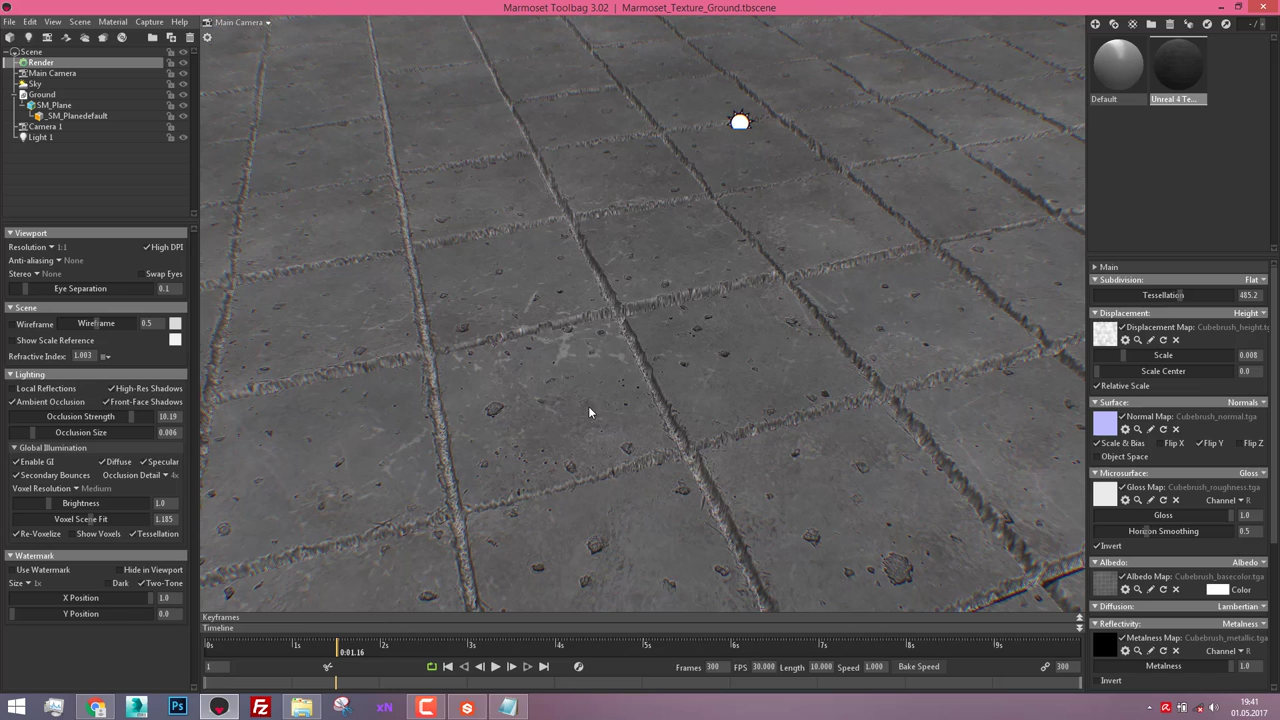 Marmoset Toolbag 3.02 | Marmoset_Texture_Ground.tbscene
File Edit View Scene Material Capture Help
Main Camera
Scene
Render
Main Camera
Sky
Ground
SM_Plane
_SM_Planedefault
Camera 1
Light 1
Viewport
Resolution 1:1 High DPI
Anti-aliasing None
Stereo None Swap Eyes
Eye Separation 0.1
Scene
Wireframe Wireframe 0.5
Show Scale Reference
Refractive Index: 1.003
Lighting
Local Reflections High-Res Shadows
Ambient Occlusion Front-Face Shadows
Occlusion Strength 10.19
Occlusion Size 0.006
Global Illumination
Enable GI Diffuse Specular
Secondary Bounces Occlusion Detail 4x
Voxel Resolution Medium
Brightness 1.0
Voxel Scene Fit 1.185
Re-Voxelize Show Voxels Tessellation
Watermark
Use Watermark Hide in Viewport
Size 1x Dark Two-Tone
X Position 1.0
Y Position 0.0
Keyframes
Timeline
0s 1s 2s 3s 4s 5s 6s 7s 8s 9s
0:01.16
1 Frames 300 FPS 30.000 Length 10.000 Speed 1.000 Bake Speed 300
Default Unreal 4 Te...
Main
Subdivision: Flat
Tessellation 485.2
Displacement: Height
Displacement Map: Cubebrush_height.tga
Scale 0.008
Scale Center 0.0
Relative Scale
Surface: Normals
Normal Map: Cubebrush_normal.tga
Scale & Bias Flip X Flip Y Flip Z
Object Space
Microsurface: Gloss
Gloss Map: Cubebrush_roughness.tga
Channel R
Gloss 1.0
Horizon Smoothing 0.5
Invert
Albedo: Albedo
Albedo Map: Cubebrush_basecolor.tga
Color
Diffusion: Lambertian
Reflectivity: Metalness
Metalness Map: Cubebrush_metallic.tga
Channel R
Metalness 1.0
Invert
Ps Fz xN
19:41
01.05.2017